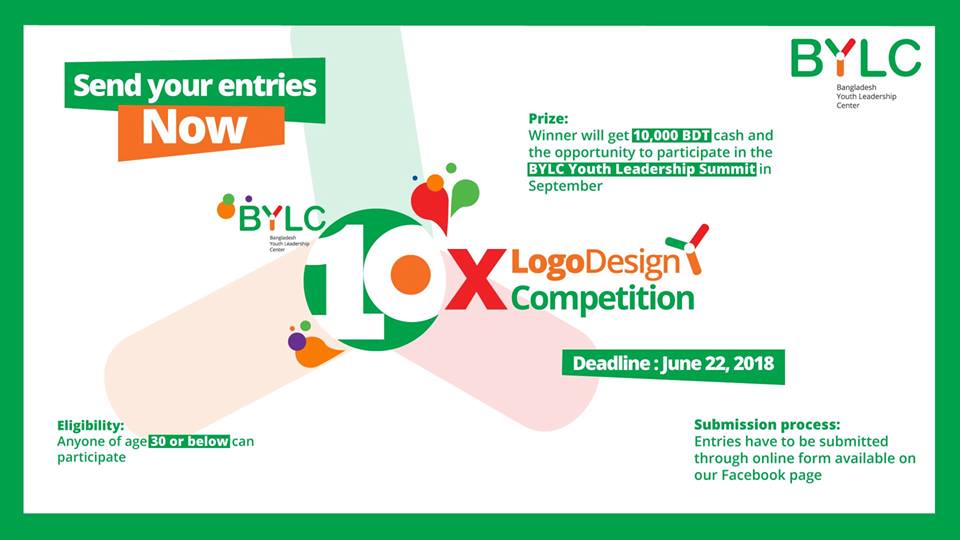 Send your entries
Now
BYLC
Bangladesh
Youth Leadership
Center
Prize:
Winner will get 10,000 BDT cash and
the opportunity to participate in the
BYLC Youth Leadership Summit in
September
BYLC
Bangladesh
Youth Leadership
Center
10x
LogoDesign
Competition
Deadline : June 22, 2018
Eligibility:
Anyone of age 30 or below can
participate
Submission process:
Entries have to be submitted
through online form available on
our Facebook page